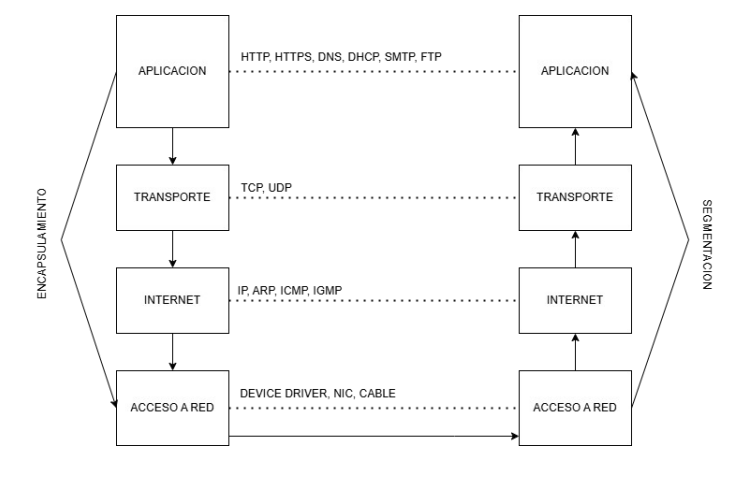 APLICACION
HTTP, HTTPS, DNS, DHCP, SMTP, FTP
APLICACION
TRANSPORTE
TCP, UDP
TRANSPORTE
ENCAPSULAMIENTO
SEGMENTACION
INTERNET
IP, ARP, ICMP, IGMP
INTERNET
ACCESO A RED
DEVICE DRIVER, NIC, CABLE
ACCESO A RED